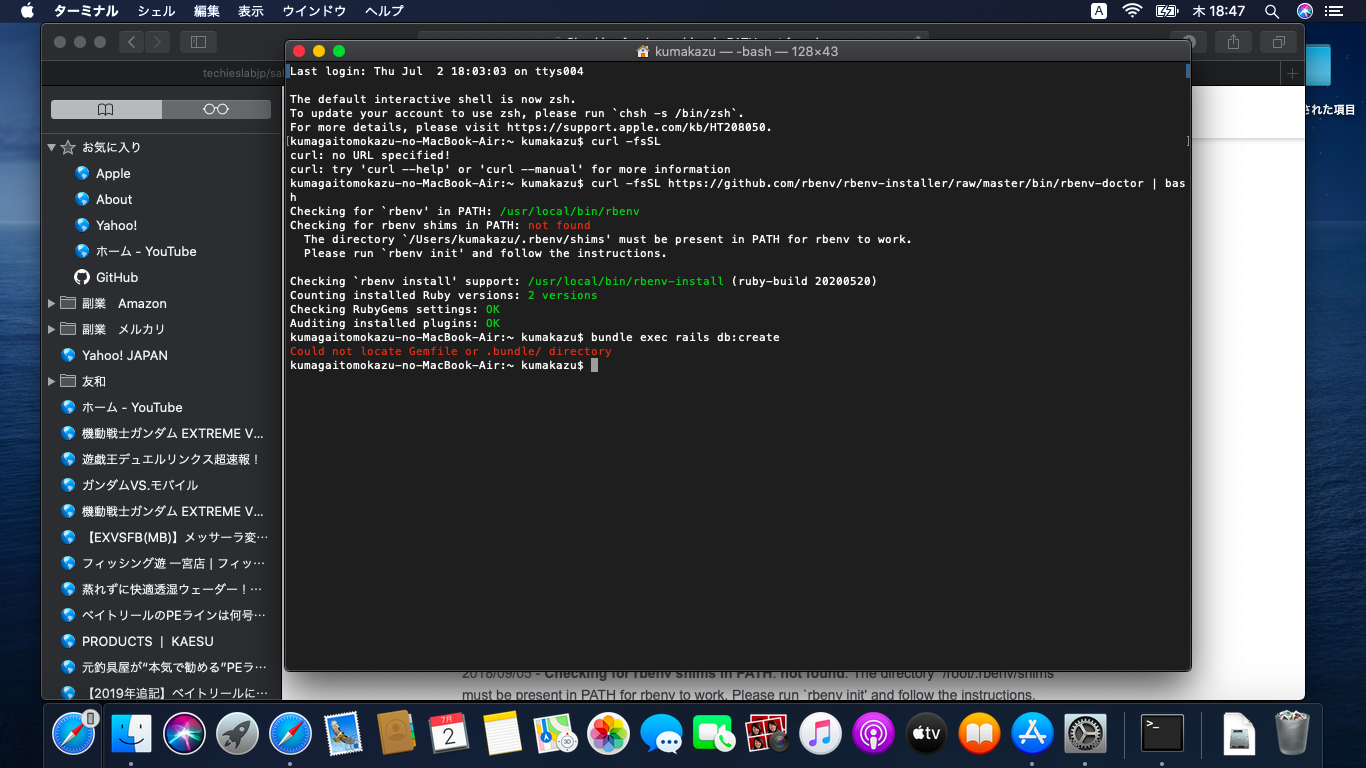 ターミナル シェル 編集 表示 ウインドウ ヘルプ
A 木 18:47
kumakazu — -bash — 128×43
techieslabjp/sal
された項目
お気に入り
Apple
About
Yahoo!
ホーム - YouTube
GitHub
副業 Amazon
副業 メルカリ
Yahoo! JAPAN
友和
ホーム - YouTube
機動戦士ガンダム EXTREME V...
遊戯王デュエルリンクス超速報！
ガンダムVS.モバイル
機動戦士ガンダム EXTREME V...
【EXVSFB(MB)】メッサーラ変…
フィッシング遊 一宮店 | フィッ…
蒸れずに快適透湿ウェーダー！…
ベイトリールのPEラインは何号…
PRODUCTS | KAESU
元釣具屋が“本気で勧める”PEラ…
【2019年追記】ベイトリールに…
Last login: Thu Jul  2 18:03:03 on ttys004
The default interactive shell is now zsh.
To update your account to use zsh, please run `chsh -s /bin/zsh`.
For more details, please visit https://support.apple.com/kb/HT208050.
kumagaitomokazu-no-MacBook-Air:~ kumakazu$ curl -fsSL
curl: no URL specified!
curl: try 'curl --help' or 'curl --manual' for more information
kumagaitomokazu-no-MacBook-Air:~ kumakazu$ curl -fsSL https://github.com/rbenv/rbenv-installer/raw/master/bin/rbenv-doctor | bas
h
Checking for `rbenv' in PATH: /usr/local/bin/rbenv
Checking for rbenv shims in PATH: not found
The directory `/Users/kumakazu/.rbenv/shims' must be present in PATH for rbenv to work.
Please run `rbenv init' and follow the instructions.
Checking `rbenv install' support: /usr/local/bin/rbenv-install (ruby-build 20200520)
Counting installed Ruby versions: 2 versions
Checking RubyGems settings: OK
Auditing installed plugins: OK
kumagaitomokazu-no-MacBook-Air:~ kumakazu$ bundle exec rails db:create
Could not locate Gemfile or .bundle/ directory
kumagaitomokazu-no-MacBook-Air:~ kumakazu$
2018/09/05 - Checking for rbenv shims in PATH: not found. The directory `/root/.rbenv/shims'
must be present in PATH for rbenv to work. Please run `rbenv init' and follow the instructions.
7月
2
3D
tv
>_